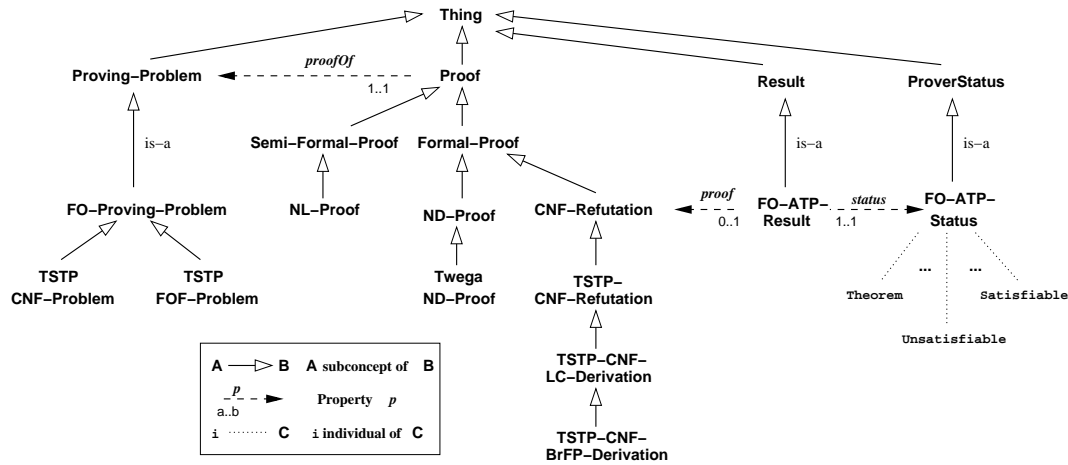 Thing
Proving–Problem
proofOf
1..1
Proof
Result
ProverStatus
is–a
Semi–Formal–Proof
Formal–Proof
is–a
is–a
FO–Proving–Problem
NL–Proof
ND–Proof
CNF–Refutation
proof
0..1
FO–ATP–
Result
status
1..1
FO–ATP–
Status
TSTP
CNF–Problem
TSTP
FOF–Problem
Twega
ND–Proof
TSTP–
CNF–Refutation
...
...
Theorem
Satisfiable
Unsatisfiable
TSTP–CNF–
LC–Derivation
TSTP–CNF–
BrFP–Derivation
A B A subconcept of B
p
a..b
Property p
i C i individual of C